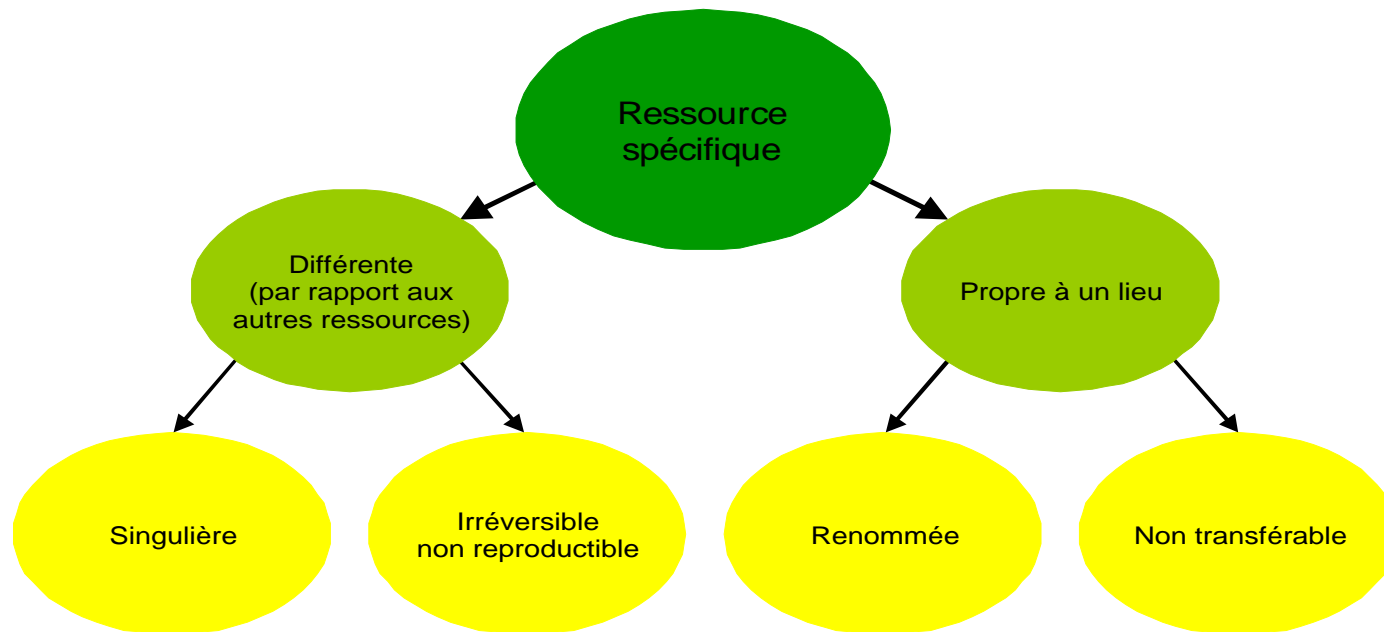 Ressource
spécifique
Différente
(par rapport aux
autres ressources)
Propre à un lieu
Singulière
Irréversible
non reproductible
Renommée
Non transférable